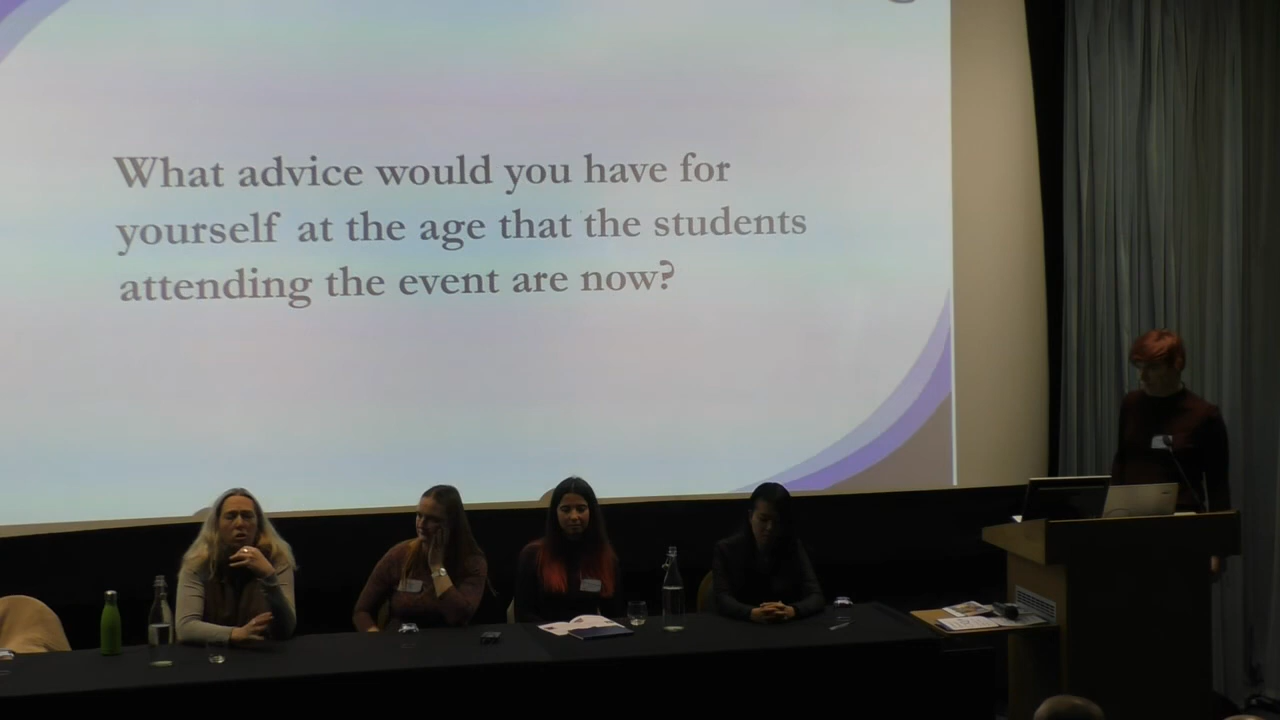 What advice would you have for
yourself at the age that the students
attending the event are now?